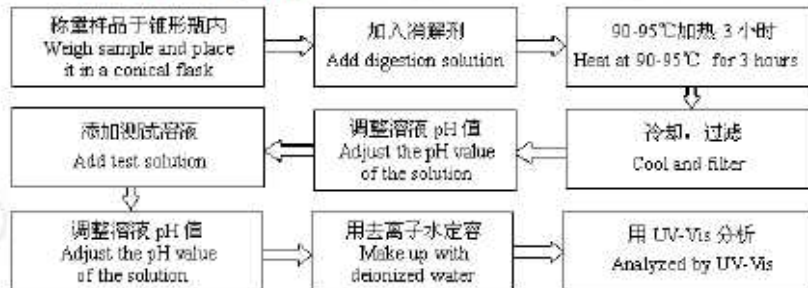 称量样品于锥形瓶内
Weigh sample and place
it in a conical flask
加入消解剂
Add digestion solution
90-95℃加热 3 小时
Heat at 90-95℃ for 3 hours
冷却，过滤
Cool and filter
调整溶液 pH 值
Adjust the pH value
of the solution
添加测试溶液
Add test solution
调整溶液 pH 值
Adjust the pH value
of the solution
用去离子水定容
Make up with
deionized water
用 UV-Vis 分析
Analyzed by UV-Vis